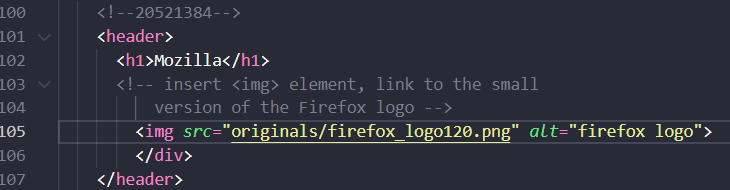 100 <!--20521384-->
101 <header>
102 <h1>Mozilla</h1>
103 <!-- insert <img> element, link to the small
104 version of the Firefox logo -->
105 <img src="originals/firefox_logo120.png" alt="firefox logo">
106 </div>
107 </header>